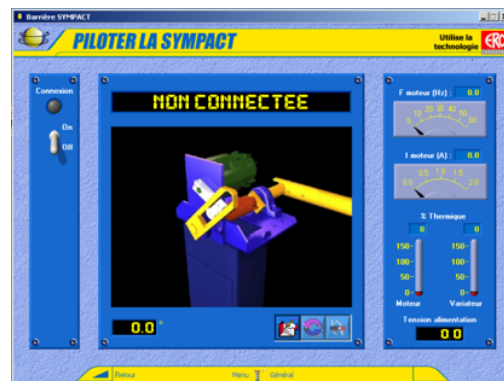 Barrière SYMPACT
PILOTER LA SYMPACT
Utilise la
technologie
Connexion
On
Off
NON CONNECTEE
0.0 °
F moteur (Hz) : 0.0
0 10 20 30 40 50 60
I moteur (A) : 0.0
0.0 0.5 1.0 1.5 2.0
% Thermique
0 0
150- 150-
100- 100-
50- 50-
0- 0-
Moteur Variateur
Tension alimentation
0 0
Retour Menu Général